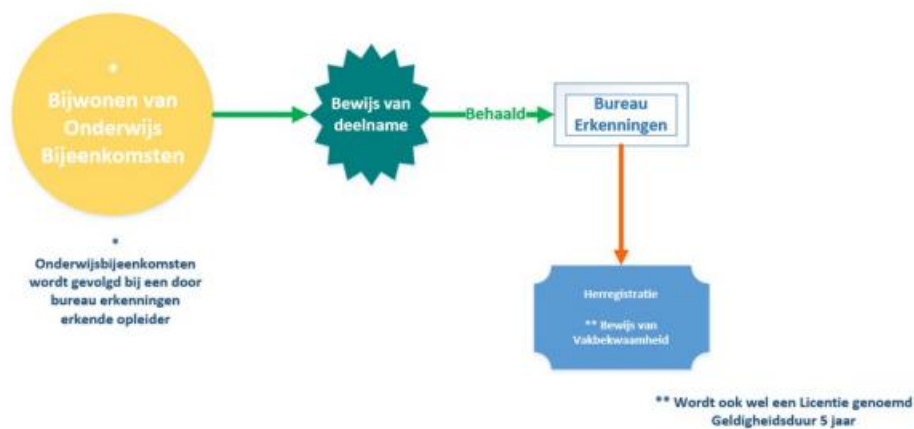 *
Bijwonen van
Onderwijs
Bijeenkomsten
Bewijs van
deelname
Behaald
Bureau
Erkenningen
*
Onderwijsbijeenkomsten
wordt gevolgd bij een door
bureau erkenningen
erkende opleider
Herregistratie
** Bewijs van
Vakbekwaamheid
** Wordt ook wel een Licentie genoemd
Geldigheidsduur 5 jaar